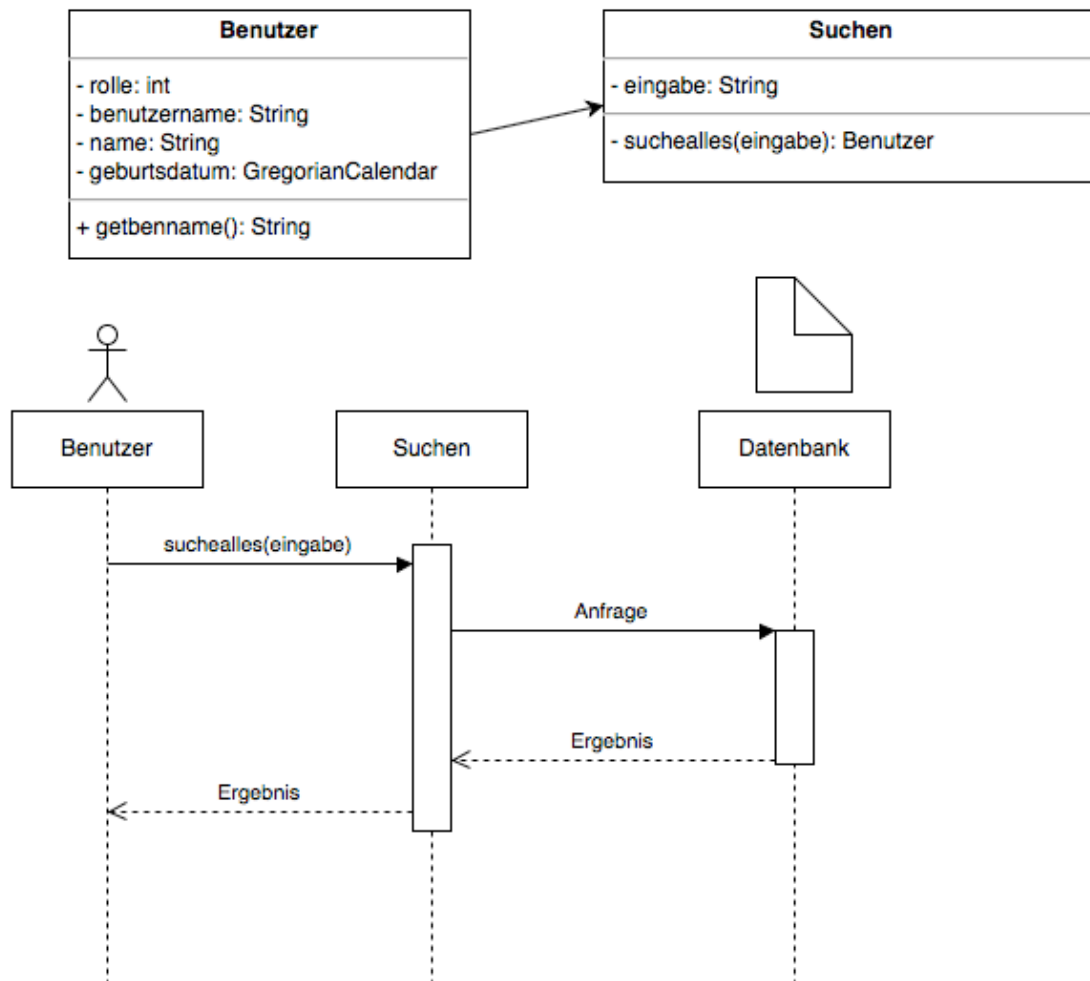 Benutzer
- rolle: int
- benutzername: String
- name: String
- geburtsdatum: GregorianCalendar
+ getbenname(): String
Suchen
- eingabe: String
- suchealles(eingabe): Benutzer
Benutzer
Suchen
Datenbank
suchealles(eingabe)
Anfrage
Ergebnis
Ergebnis